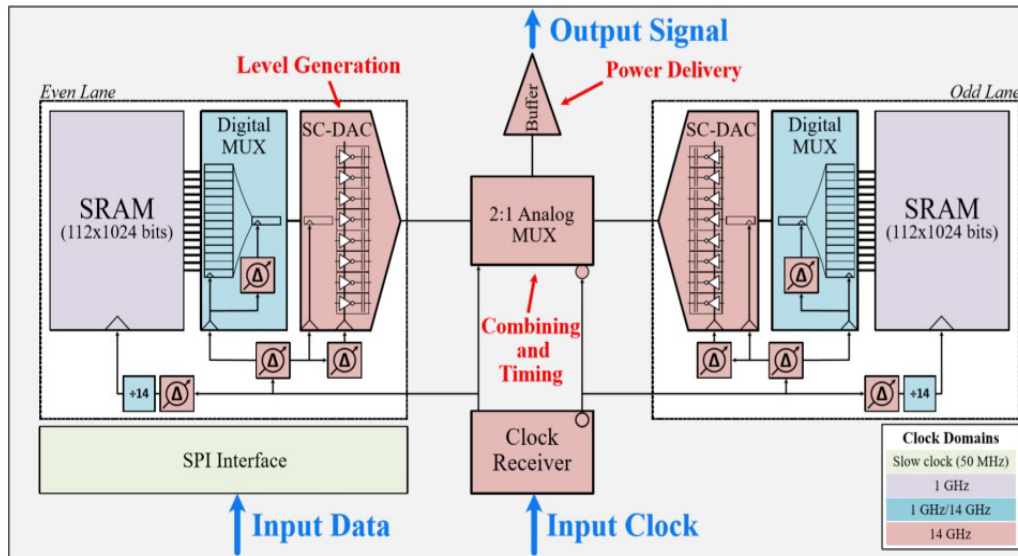 Output Signal
Level Generation
Power Delivery
Even Lane
Odd Lane
Buffer
SRAM
(112x1024 bits)
Digital
MUX
SC-DAC
2:1 Analog
MUX
SC-DAC
Digital
MUX
SRAM
(112x1024 bits)
Δ
Δ
Combining
and
Timing
Δ
Δ
Δ
Δ
÷14
Δ
Δ
÷14
SPI Interface
Clock
Receiver
Clock Domains
Slow clock (50 MHz)
1 GHz
1 GHz/14 GHz
14 GHz
Input Data
Input Clock